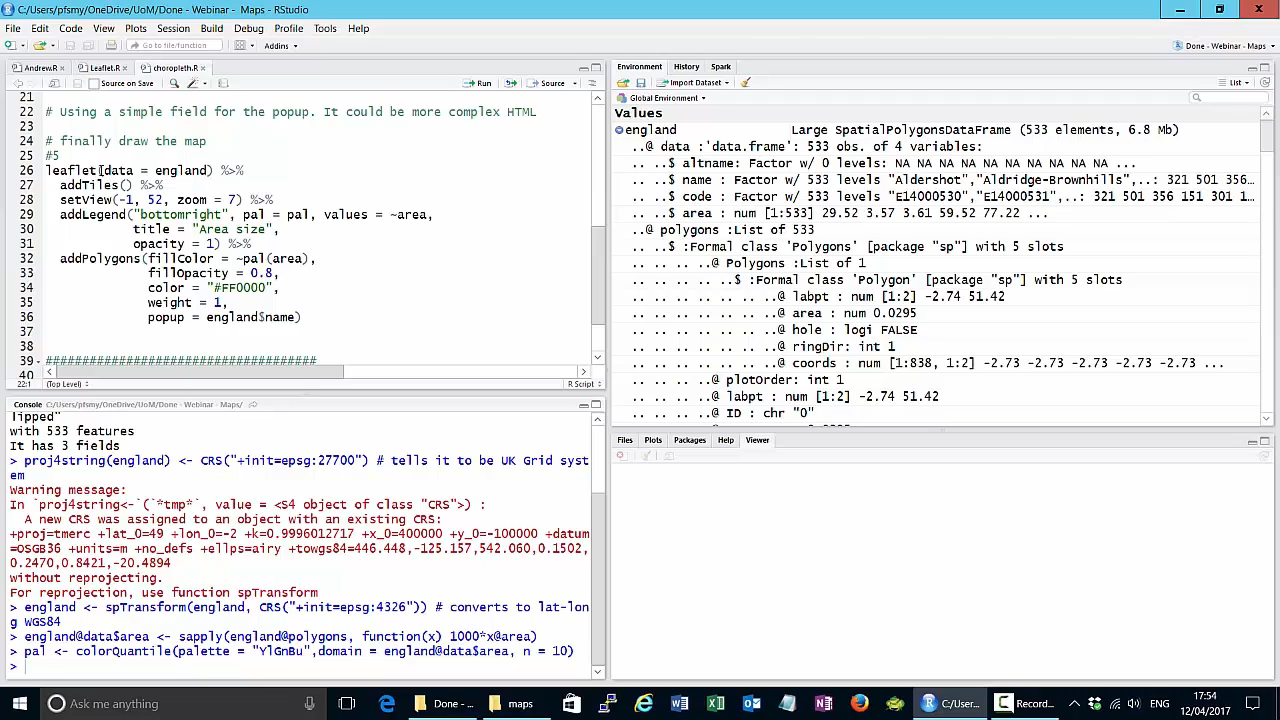 C:/Users/pfsmy/OneDrive/UoM/Done - Webinar - Maps - RStudio
File Edit Code View Plots Session Build Debug Profile Tools Help
Go to file/function Addins Done - Webinar - Maps
Andrew.R Leaflet.R choropleth.R
Source on Save Run Source
21
22 # Using a simple field for the popup. It could be more complex HTML
23
24 # finally draw the map
25 #5
26 leaflet(data = england) %>%
27 addTiles() %>%
28 setView(-1, 52, zoom = 7) %>%
29 addLegend("bottomright", pal = pal, values = ~area,
30 title = "Area size",
31 opacity = 1) %>%
32 addPolygons(fillColor = ~pal(area),
33 fillOpacity = 0.8,
34 color = "#FF0000",
35 weight = 1,
36 popup = england$name)
37
38
39 #####################################
40
22:1 (Top Level) R Script
Console C:/Users/pfsmy/OneDrive/UoM/Done - Webinar - Maps/
lipped"
with 533 features
It has 3 fields
> proj4string(england) <- CRS("+init=epsg:27700") # tells it to be UK Grid syst
em
Warning message:
In `proj4string<-`(`*tmp*`, value = <S4 object of class "CRS">) :
A new CRS was assigned to an object with an existing CRS:
+proj=tmerc +lat_0=49 +lon_0=-2 +k=0.9996012717 +x_0=400000 +y_0=-100000 +datum
=OSGB36 +units=m +no_defs +ellps=airy +towgs84=446.448,-125.157,542.060,0.1502,
0.2470,0.8421,-20.4894
without reprojecting.
For reprojection, use function spTransform
> england <- spTransform(england, CRS("+init=epsg:4326")) # converts to lat-lon
g WGS84
> england@data$area <- sapply(england@polygons, function(x) 1000*x@area)
> pal <- colorQuantile(palette = "YlGnBu",domain = england@data$area, n = 10)
>
Environment History Spark
Import Dataset List
Global Environment
Values
england Large SpatialPolygonsDataFrame (533 elements, 6.8 Mb)
..@ data :'data.frame': 533 obs. of 4 variables:
.. ..$ altname: Factor w/ 0 levels: NA NA NA NA NA NA NA NA NA ...
.. ..$ name : Factor w/ 533 levels "Aldershot","Aldridge-Brownhills",..: 321 501 356…
.. ..$ code : Factor w/ 533 levels "E14000530","E14000531",..: 321 501 356 151 301 1…
.. ..$ area : num [1:533] 29.52 3.57 3.61 59.52 77.22 ...
..@ polygons :List of 533
.. .. ..$ :Formal class 'Polygons' [package "sp"] with 5 slots
.. .. .. .. ..@ Polygons :List of 1
.. .. .. .. .. .. ..$ :Formal class 'Polygon' [package "sp"] with 5 slots
.. .. .. .. .. .. .. .. ..@ labpt : num [1:2] -2.74 51.42
.. .. .. .. .. .. .. .. ..@ area : num 0.0295
.. .. .. .. .. .. .. .. ..@ hole : logi FALSE
.. .. .. .. .. .. .. .. ..@ ringDir: int 1
.. .. .. .. .. .. .. .. ..@ coords : num [1:838, 1:2] -2.73 -2.73 -2.73 -2.73 -2.73 ...
.. .. .. .. ..@ plotOrder: int 1
.. .. .. .. ..@ labpt : num [1:2] -2.74 51.42
.. .. .. .. ..@ ID : chr "0"
Files Plots Packages Help Viewer
Ask me anything Done -... maps C:/User... Record... ENG 17:54
12/04/2017